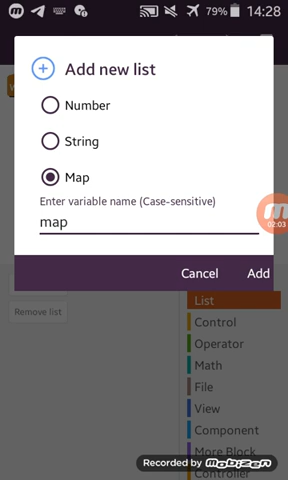 79% 14:28
Add new list
Number
String
Map
Enter variable name (Case-sensitive)
map
Cancel Add
02:03
List
Remove list
Control
Operator
Math
File
View
Component
More Block
Controller
Recorded by mobizen